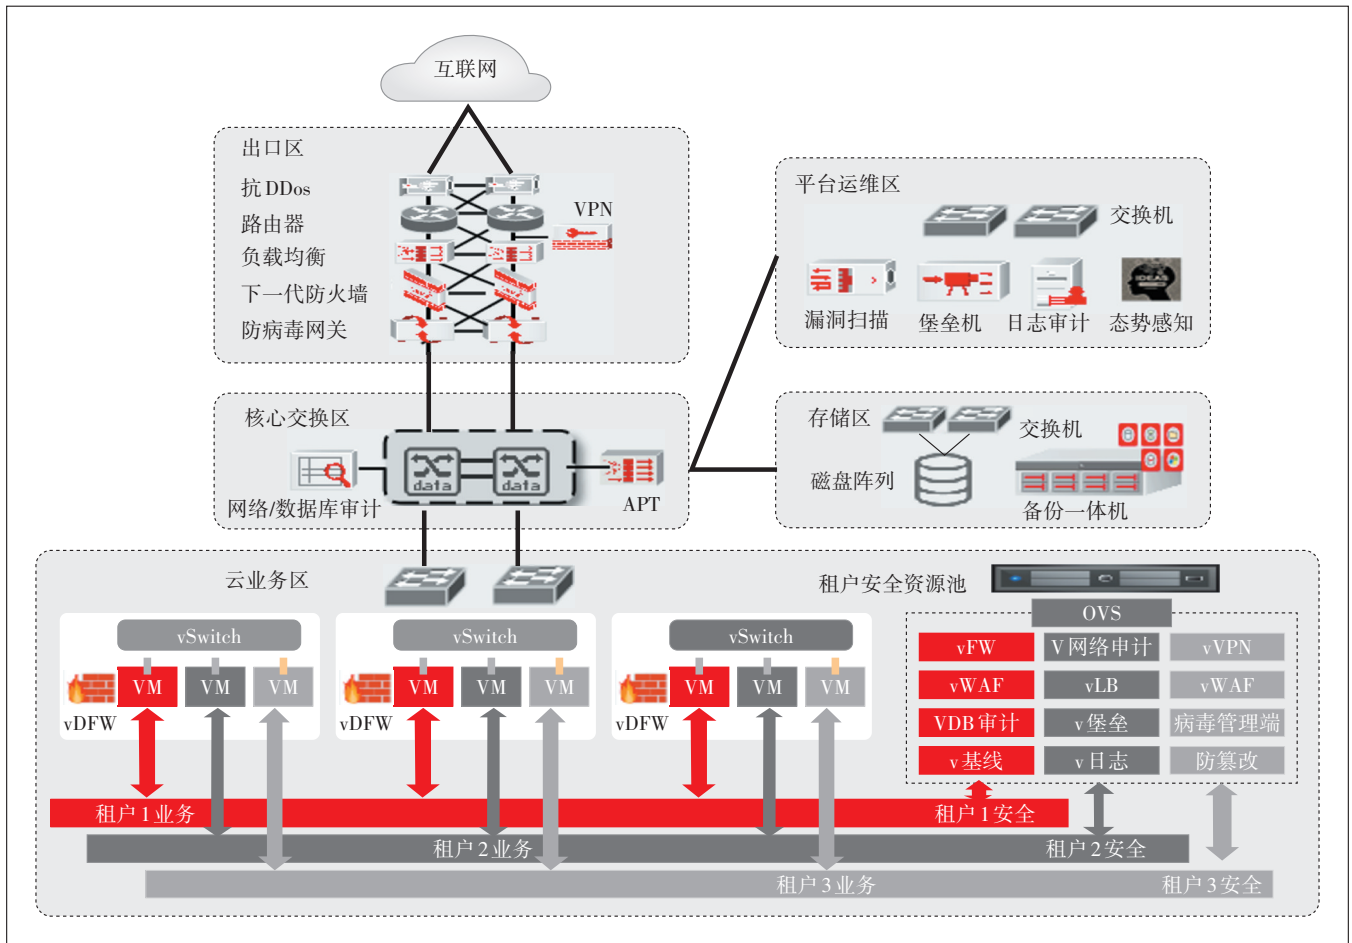 互联网
出口区
抗DDos
路由器
VPN
负载均衡
下一代防火墙
防病毒网关
平台运维区
交换机
IDEAS
漏洞扫描
堡垒机
日志审计
态势感知
核心交换区
data
data
网络/数据库审计
APT
存储区
交换机
磁盘阵列
备份一体机
云业务区
租户安全资源池
OVS
vSwitch
vSwitch
vSwitch
VM
VM
VM
vDFW
VM
VM
VM
vDFW
VM
VM
VM
vDFW
vFW
V网络审计
vVPN
vWAF
vLB
vWAF
VDB审计
v堡垒
病毒管理端
v基线
v日志
防篡改
租户1业务
租户1安全
租户2业务
租户2安全
租户3业务
租户3安全